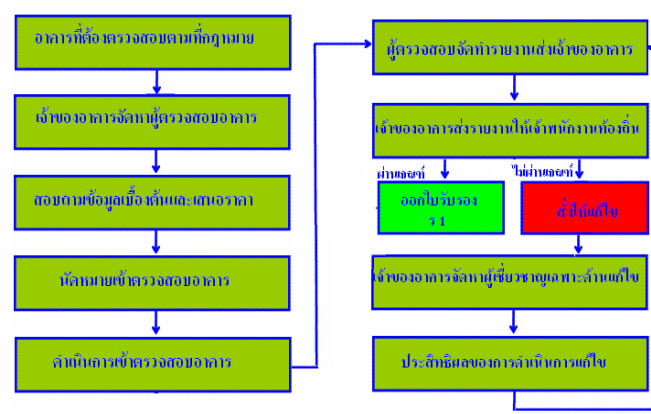 อาคารที่ต้องตรวจสอบตามที่กฎหมาย
เจ้าของอาคารจัดหาผู้ตรวจสอบอาคาร
สอบถามข้อมูลเบื้องต้นและเสนอราคา
นัดหมายเข้าตรวจสอบอาคาร
ดำเนินการเข้าตรวจสอบอาคาร
ผู้ตรวจสอบจัดทำรายงานส่งเจ้าของอาคาร
เจ้าของอาคารส่งรายงานให้เจ้าพนักงานท้องถิ่น
ผ่านเกณฑ์
ไม่ผ่านเกณฑ์
ออกใบรับรอง
ร 1
สั่งให้แก้ไข
เจ้าของอาคารจัดหาผู้เชี่ยวชาญเฉพาะด้านแก้ไข
ประสิทธิผลของการดำเนินการแก้ไข